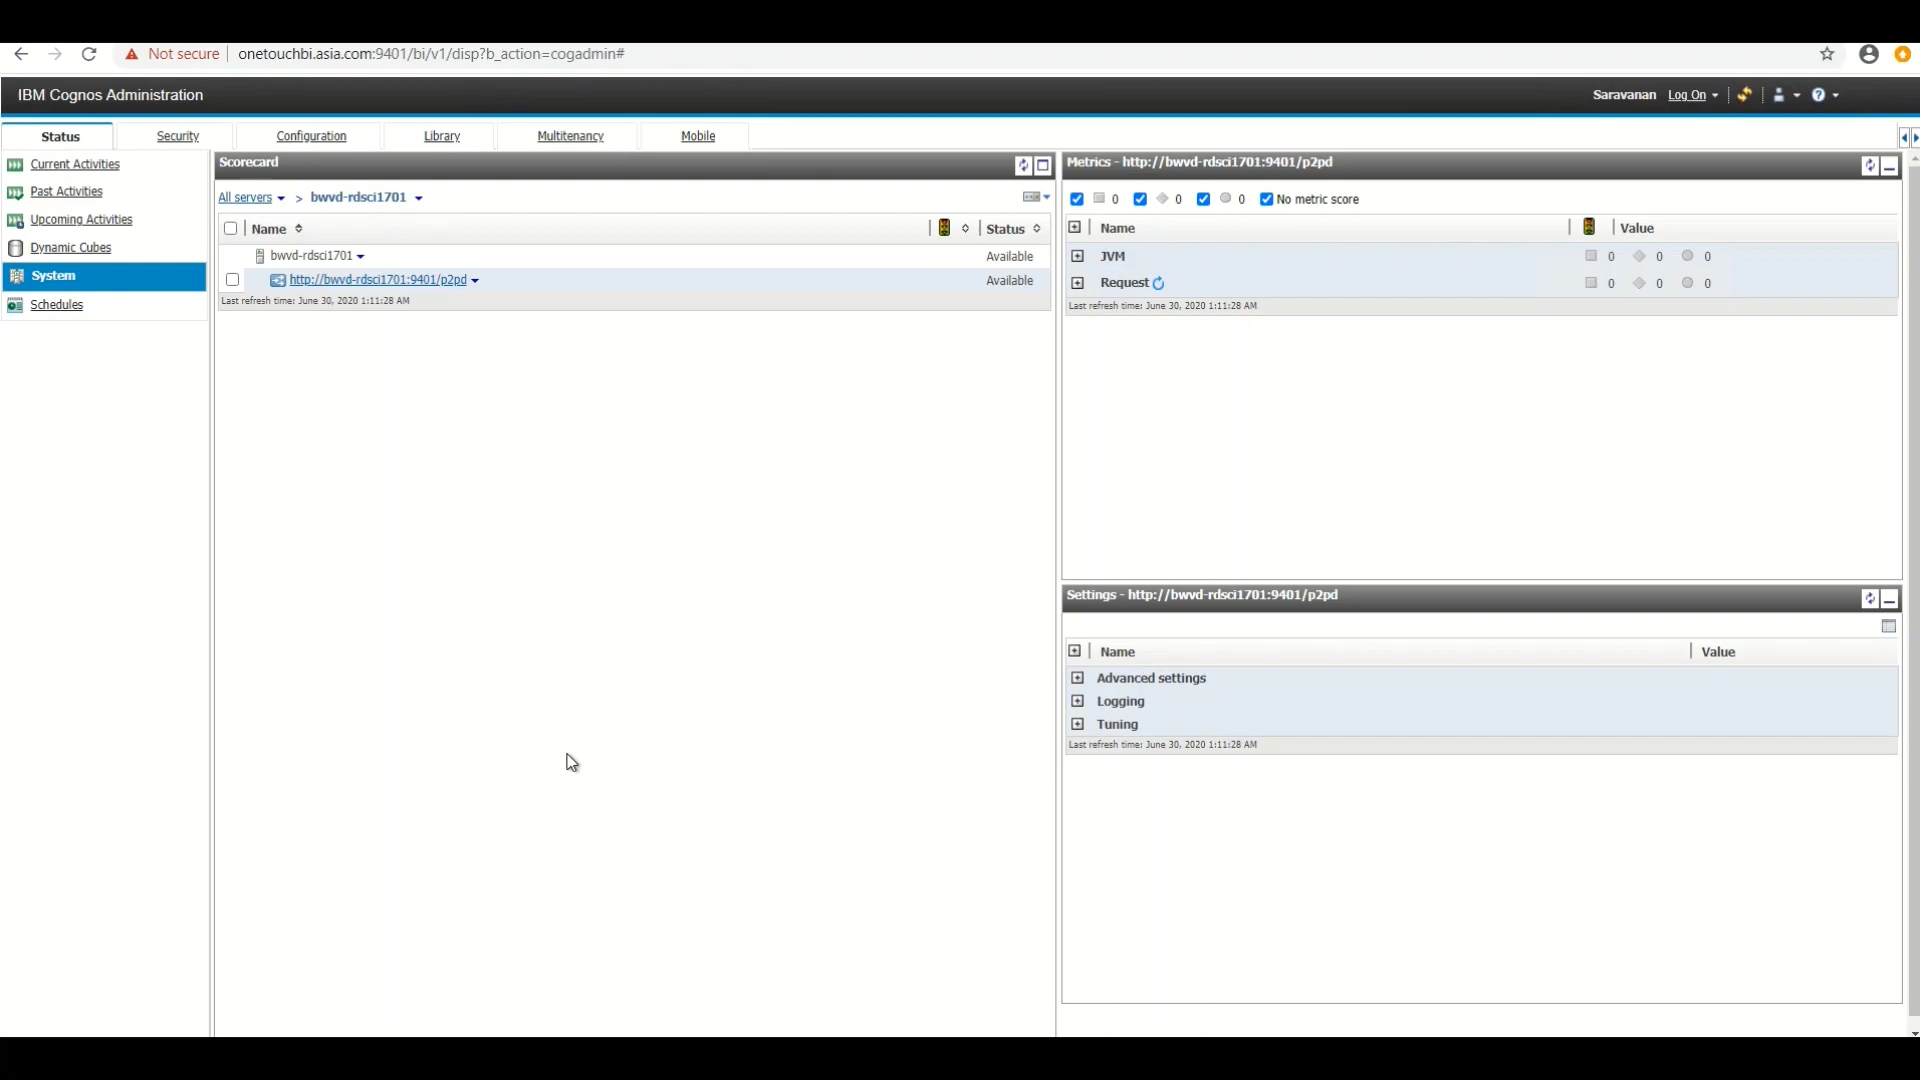 Not secure | onetouchbi.asia.com:9401/bi/v1/disp?b_action=cogadmin#
IBM Cognos Administration
Saravanan Log On
Status Security Configuration Library Multitenancy Mobile
Current Activities
Past Activities
Upcoming Activities
Dynamic Cubes
System
Schedules
Scorecard
All servers > bwvd-rdsci1701
Name Status
bwvd-rdsci1701 Available
http://bwvd-rdsci1701:9401/p2pd Available
Last refresh time: June 30, 2020 1:11:28 AM
Metrics - http://bwvd-rdsci1701:9401/p2pd
0 0 0 No metric score
Name Value
JVM 0 0 0
Request 0 0 0
Last refresh time: June 30, 2020 1:11:28 AM
Settings - http://bwvd-rdsci1701:9401/p2pd
Name Value
Advanced settings
Logging
Tuning
Last refresh time: June 30, 2020 1:11:28 AM